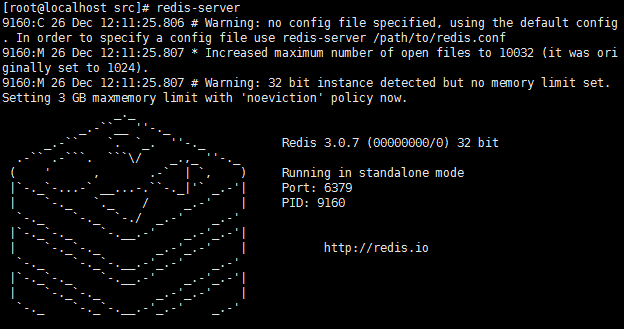 [root@localhost src]# redis-server
9160:C 26 Dec 12:11:25.806 # Warning: no config file specified, using the default config
. In order to specify a config file use redis-server /path/to/redis.conf
9160:M 26 Dec 12:11:25.807 * Increased maximum number of open files to 10032 (it was ori
ginally set to 1024).
9160:M 26 Dec 12:11:25.807 # Warning: 32 bit instance detected but no memory limit set.
Setting 3 GB maxmemory limit with 'noeviction' policy now.
Redis 3.0.7 (00000000/0) 32 bit
Running in standalone mode
Port: 6379
PID: 9160
http://redis.io